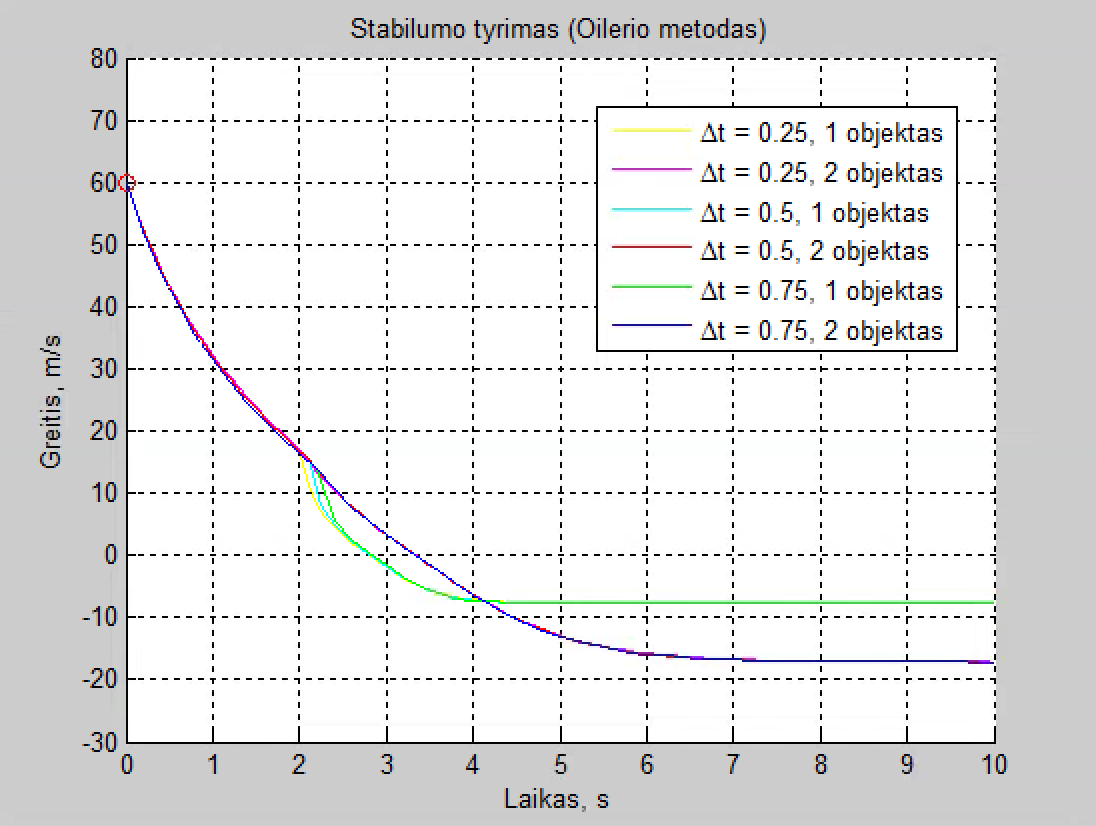 Stabilumo tyrimas (Oilerio metodas)
80
70
60
50
40
30
20
10
0
-10
-20
-30
Greitis, m/s
Δt = 0.25, 1 objektas
Δt = 0.25, 2 objektas
Δt = 0.5, 1 objektas
Δt = 0.5, 2 objektas
Δt = 0.75, 1 objektas
Δt = 0.75, 2 objektas
0 1 2 3 4 5 6 7 8 9 10
Laikas, s